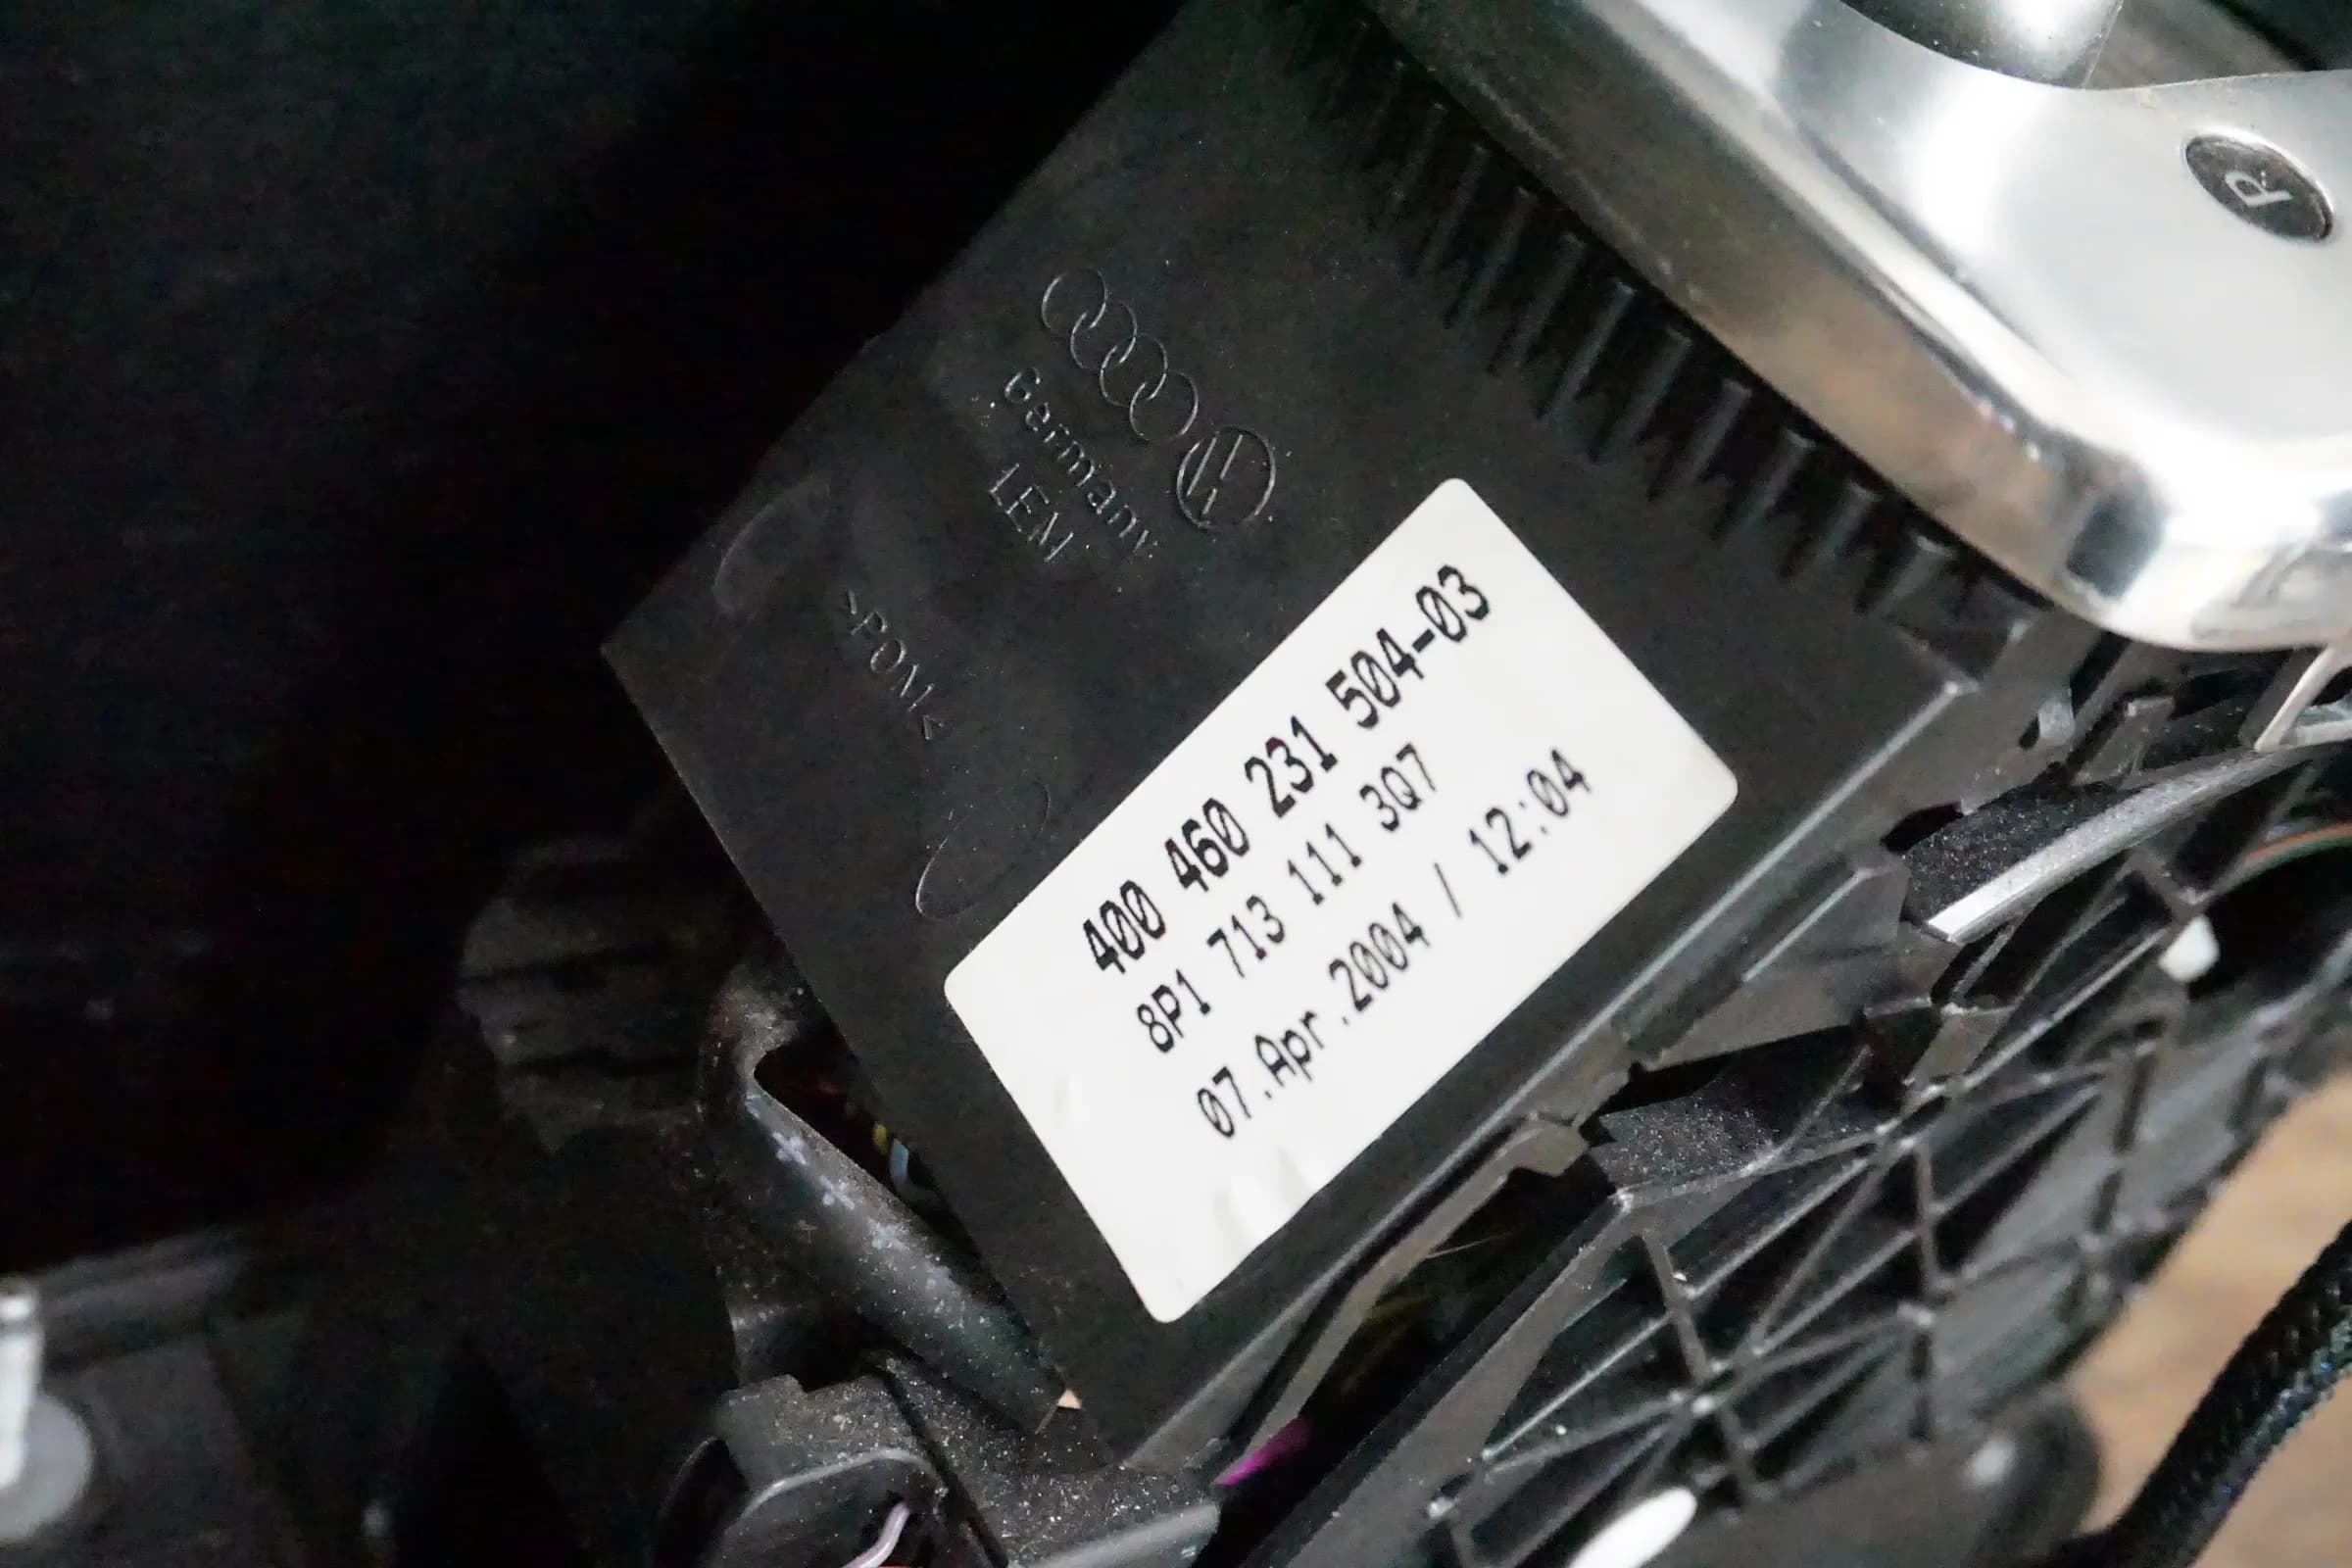 Germany
LEM
>POM<
400 460 231 504-03
8P1 713 111 3Q7
07.Apr.2004 / 12:04
R